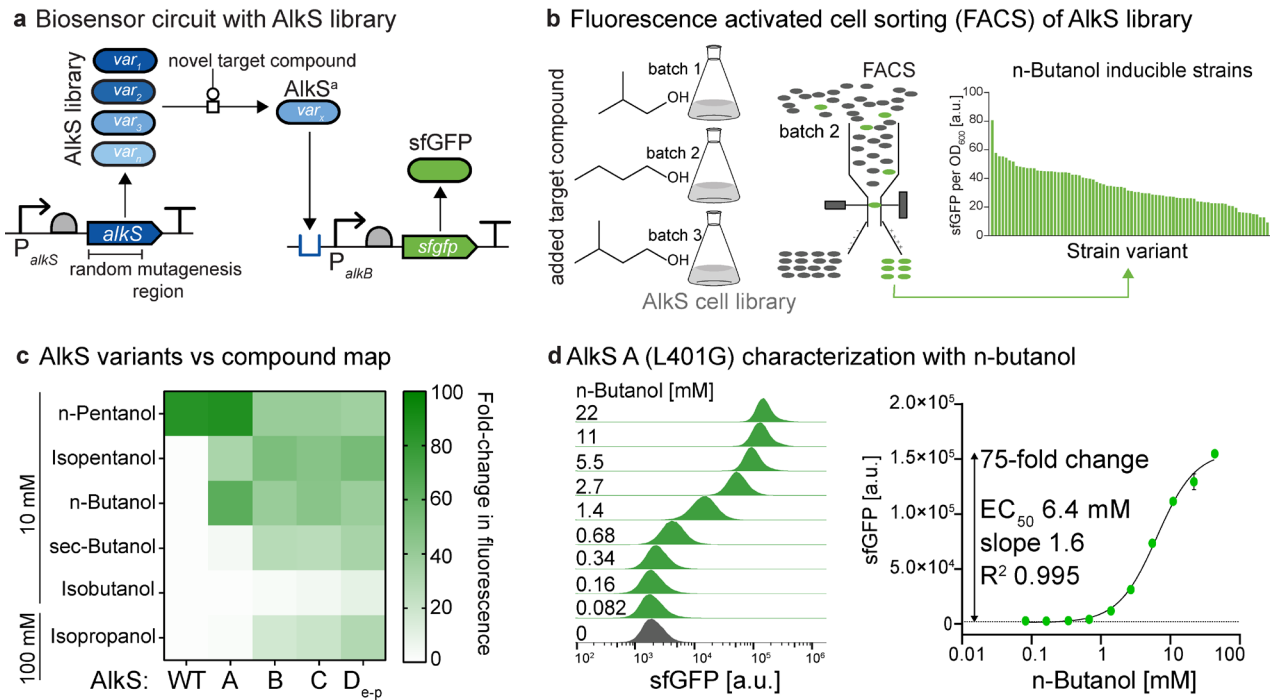 a Biosensor circuit with AlkS library
AlkS library
var₁
var₂
var₃
varₙ
novel target compound
AlkSᵃ
varₓ
sfGFP
P alkS
alkS
random mutagenesis
region
P alkB
sfgfp
b Fluorescence activated cell sorting (FACS) of AlkS library
added target compound
batch 1
OH
batch 2
OH
batch 3
OH
AlkS cell library
FACS
batch 2
n-Butanol inducible strains
sfGFP per OD₆₀₀ [a.u.]
100
80
60
40
20
0
Strain variant
c AlkS variants vs compound map
10 mM
100 mM
n-Pentanol
Isopentanol
n-Butanol
sec-Butanol
Isobutanol
Isopropanol
AlkS: WT A B C D e-p
100
80
60
40
20
0
Fold-change in fluorescence
d AlkS A (L401G) characterization with n-butanol
n-Butanol [mM]
22
11
5.5
2.7
1.4
0.68
0.34
0.16
0.082
0
10² 10³ 10⁴ 10⁵ 10⁶
sfGFP [a.u.]
sfGFP [a.u.]
2.0×10⁵
1.5×10⁵
1.0×10⁵
5.0×10⁴
0
75-fold change
EC₅₀ 6.4 mM
slope 1.6
R² 0.995
0.01 0.1 1 10 100
n-Butanol [mM]